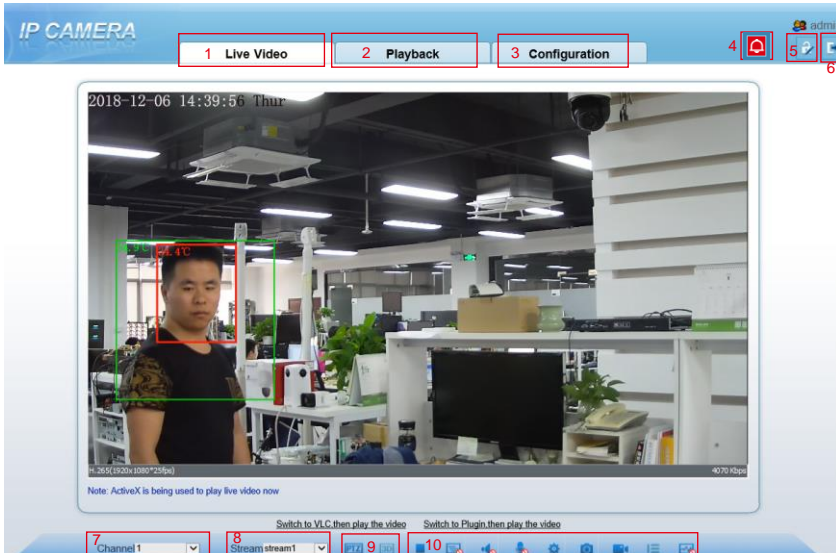 IP CAMERA
admi
1 Live Video
2 Playback
3 Configuration
4
5
6
2018-12-06 14:39:56 Thur
H.265(1920x1080*25fps)
4070 Kbps
Note: ActiveX is being used to play live video now
Switch to VLC,then play the video
Switch to Plugin,then play the video
7
Channel 1
8
Stream stream1
PTZ 9 3D
10